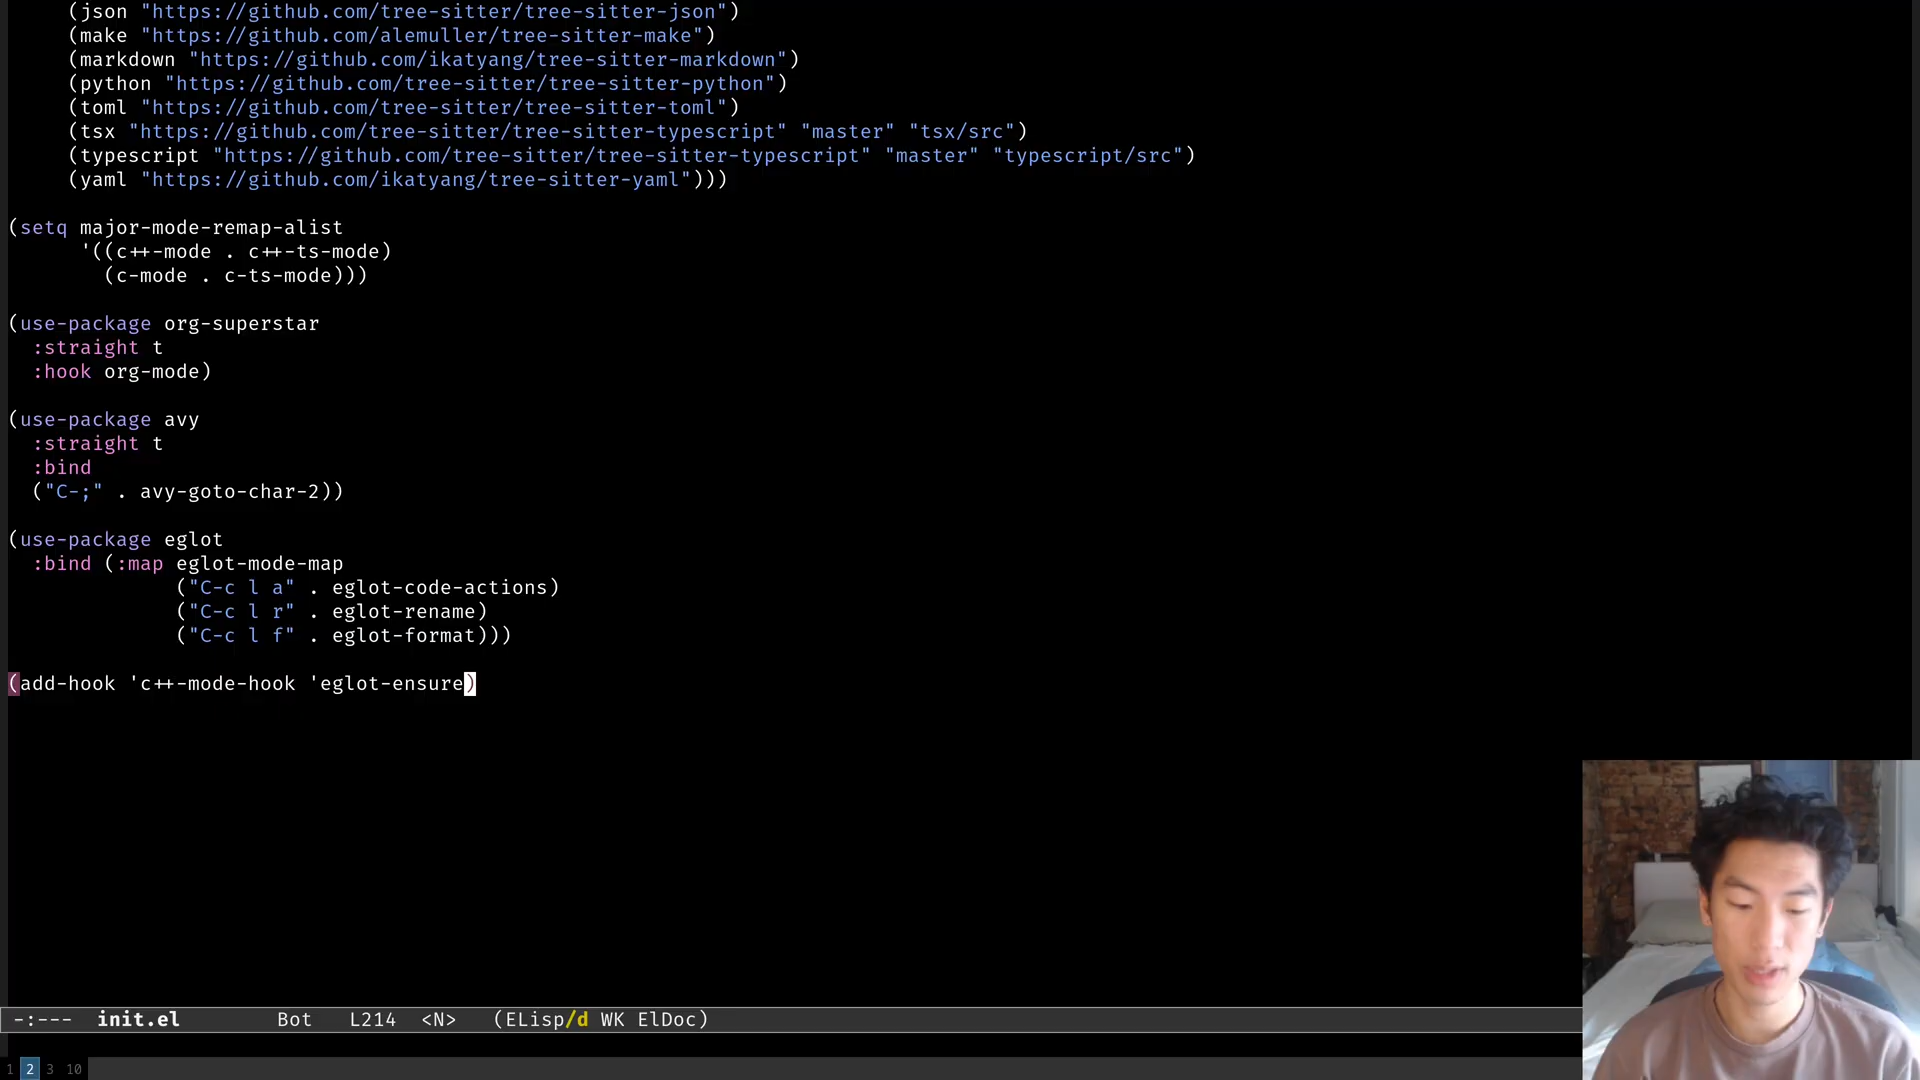 (json "https://github.com/tree-sitter/tree-sitter-json")
(make "https://github.com/alemuller/tree-sitter-make")
(markdown "https://github.com/ikatyang/tree-sitter-markdown")
(python "https://github.com/tree-sitter/tree-sitter-python")
(toml "https://github.com/tree-sitter/tree-sitter-toml")
(tsx "https://github.com/tree-sitter/tree-sitter-typescript" "master" "tsx/src")
(typescript "https://github.com/tree-sitter/tree-sitter-typescript" "master" "typescript/src")
(yaml "https://github.com/ikatyang/tree-sitter-yaml")))
(setq major-mode-remap-alist
'((c++-mode . c++-ts-mode)
(c-mode . c-ts-mode)))
(use-package org-superstar
:straight t
:hook org-mode)
(use-package avy
:straight t
:bind
("C-;" . avy-goto-char-2))
(use-package eglot
:bind (:map eglot-mode-map
("C-c l a" . eglot-code-actions)
("C-c l r" . eglot-rename)
("C-c l f" . eglot-format)))
(add-hook 'c++-mode-hook 'eglot-ensure)
-:--- init.el Bot L214 <N> (ELisp/d WK ElDoc)
1 2 3 10